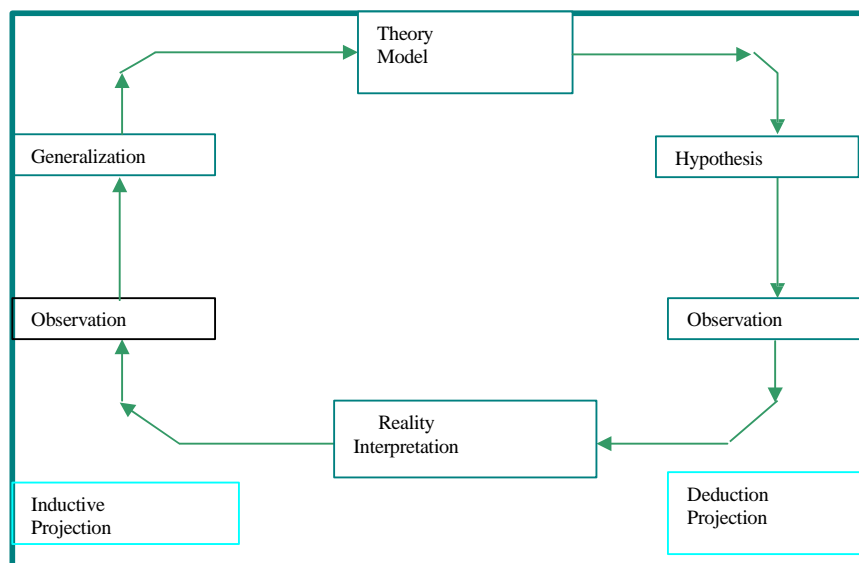 Theory
Model
Generalization
Hypothesis
Observation
Observation
Reality
Interpretation
Inductive
Projection
Deduction
Projection